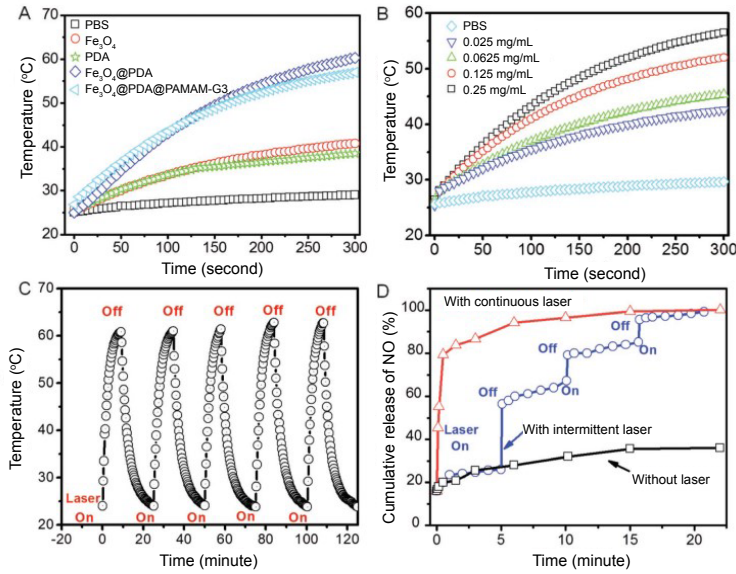 A
PBS
Fe3O4
PDA
Fe3O4@PDA
Fe3O4@PDA@PAMAM-G3
Temperature (°C)
70
60
50
40
30
20
0 50 100 150 200 250 300
Time (second)
B
PBS
0.025 mg/mL
0.0625 mg/mL
0.125 mg/mL
0.25 mg/mL
Temperature (°C)
60
50
40
30
20
0 50 100 150 200 250 300
Time (second)
C
Off Off Off Off Off
Laser
On On On On On
Temperature (°C)
70
60
50
40
30
20
-20 0 20 40 60 80 100 120
Time (minute)
D
With continuous laser
Off
On
Off
On
Off
Laser
On
With intermittent laser
Without laser
Cumulative release of NO (%)
120
100
80
60
40
20
0
0 5 10 15 20
Time (minute)